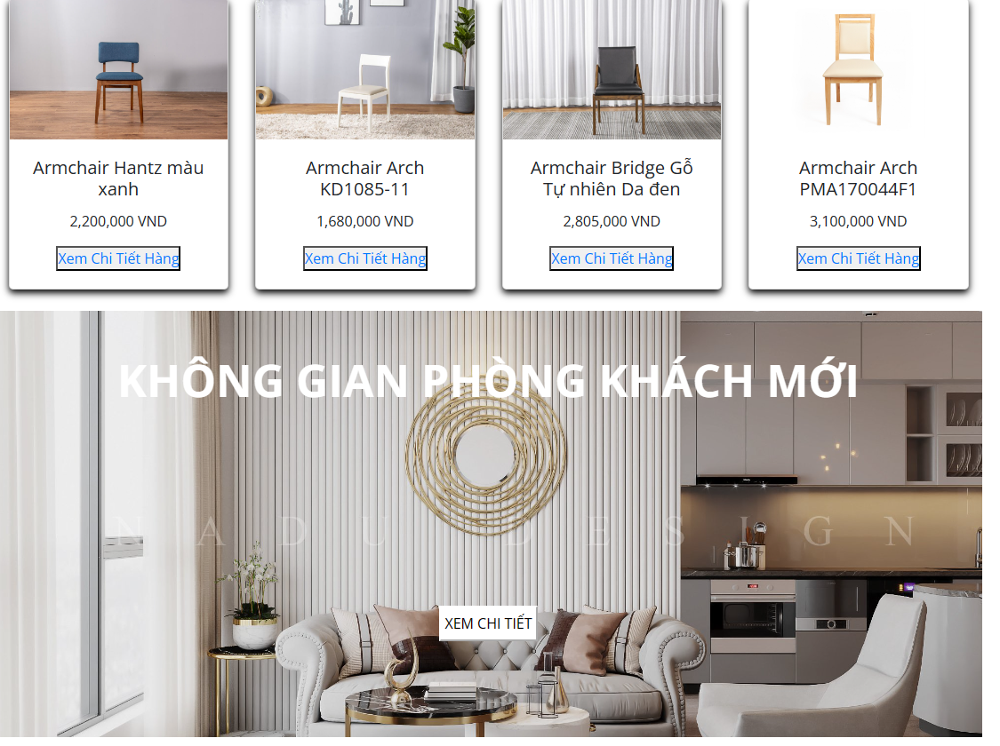 Armchair Hantz màu
xanh
2,200,000 VND
Xem Chi Tiết Hàng
Armchair Arch
KD1085-11
1,680,000 VND
Xem Chi Tiết Hàng
Armchair Bridge Gỗ
Tự nhiên Da đen
2,805,000 VND
Xem Chi Tiết Hàng
Armchair Arch
PMA170044F1
3,100,000 VND
Xem Chi Tiết Hàng
KHÔNG GIAN PHÒNG KHÁCH MỚI
NADU DESIGN
XEM CHI TIẾT